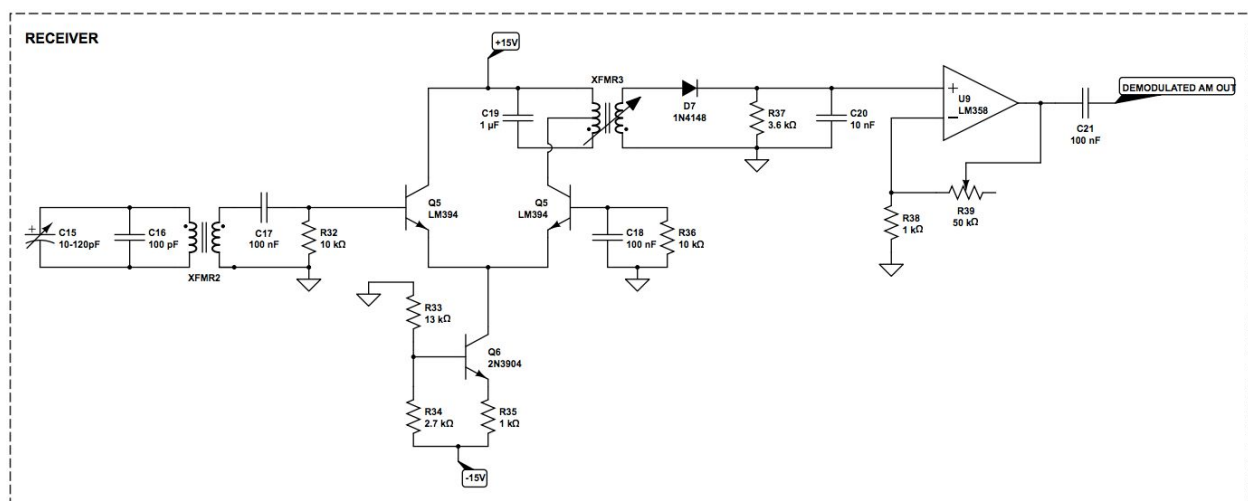 RECEIVER
+15V
XFMR3
C19
1 µF
D7
1N4148
R37
3.6 kΩ
C20
10 nF
+
−
U9
LM358
DEMODULATED AM OUT
C21
100 nF
R38
1 kΩ
R39
50 kΩ
+
C15
10-120pF
C16
100 pF
XFMR2
C17
100 nF
R32
10 kΩ
Q5
LM394
Q5
LM394
C18
100 nF
R36
10 kΩ
R33
13 kΩ
Q6
2N3904
R34
2.7 kΩ
R35
1 kΩ
-15V